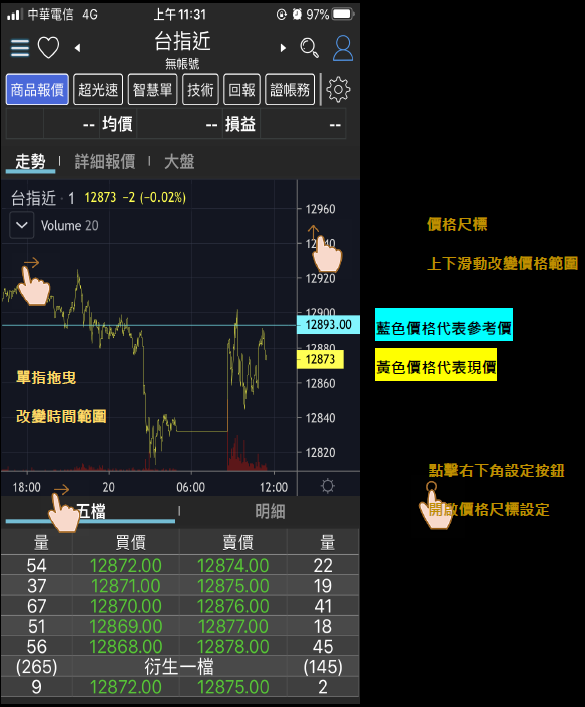 中華電信 4G 上午 11:31 97%
台指近
無帳號
商品報價 超光速 智慧單 技術 回報 證帳務
-- 均價 -- 損益 --
走勢 詳細報價 大盤
台指近 · 1 12873 −2 (−0.02%)
Volume 20
12960
12940
12920
12900
12893.00
12880
12873
12860
12840
12820
價格尺標
上下滑動改變價格範圍
藍色價格代表參考價
黃色價格代表現價
單指拖曳
改變時間範圍
點擊右下角設定按鈕
開啟價格尺標設定
18:00 20 06:00 12:00
五檔 明細
量 買價 賣價 量
54 12872.00 12874.00 22
37 12871.00 12875.00 19
67 12870.00 12876.00 41
51 12869.00 12877.00 18
56 12868.00 12878.00 45
(265) 衍生一檔 (145)
9 12872.00 12875.00 2